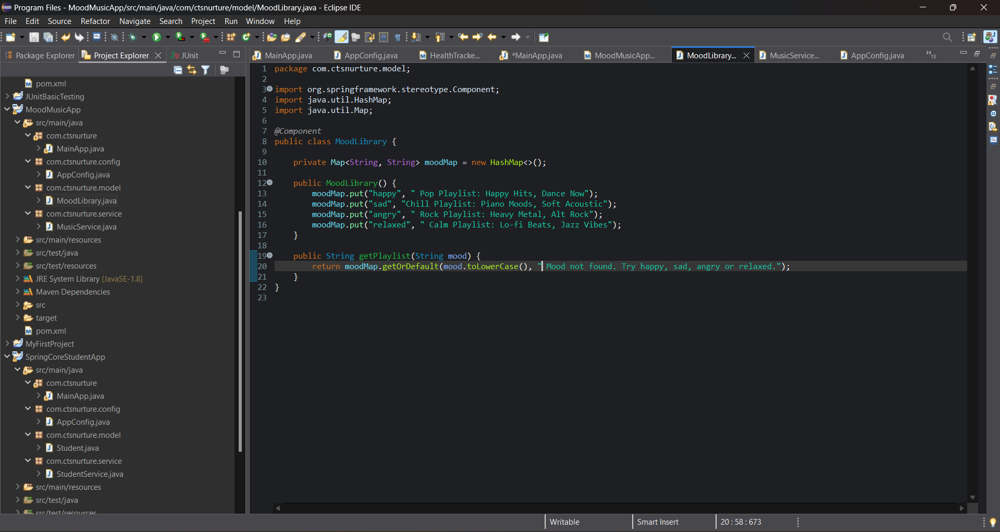 Program Files - MoodMusicApp/src/main/java/com/ctsnurture/model/MoodLibrary.java - Eclipse IDE
File Edit Source Refactor Navigate Search Project Run Window Help
Package Explorer Project Explorer JUnit
MainApp.java AppConfig.java HealthTracke... *MainApp.java MoodMusicApp... MoodLibrary... MusicService... AppConfig.java »13
pom.xml
JUnitBasicTesting
MoodMusicApp
src/main/java
com.ctsnurture
MainApp.java
com.ctsnurture.config
AppConfig.java
com.ctsnurture.model
MoodLibrary.java
com.ctsnurture.service
MusicService.java
src/main/resources
src/test/java
src/test/resources
JRE System Library [JavaSE-1.8]
Maven Dependencies
src
target
pom.xml
MyFirstProject
SpringCoreStudentApp
src/main/java
com.ctsnurture
MainApp.java
com.ctsnurture.config
AppConfig.java
com.ctsnurture.model
Student.java
com.ctsnurture.service
StudentService.java
src/main/resources
src/test/java
src/test/resources
1 package com.ctsnurture.model;
2
3 import org.springframework.stereotype.Component;
4 import java.util.HashMap;
5 import java.util.Map;
6
7 @Component
8 public class MoodLibrary {
9
10 private Map<String, String> moodMap = new HashMap<>();
11
12 public MoodLibrary() {
13 moodMap.put("happy", " Pop Playlist: Happy Hits, Dance Now");
14 moodMap.put("sad", "Chill Playlist: Piano Moods, Soft Acoustic");
15 moodMap.put("angry", " Rock Playlist: Heavy Metal, Alt Rock");
16 moodMap.put("relaxed", " Calm Playlist: Lo-fi Beats, Jazz Vibes");
17 }
18
19 public String getPlaylist(String mood) {
20 return moodMap.getOrDefault(mood.toLowerCase(), " Mood not found. Try happy, sad, angry or relaxed.");
21 }
22 }
23
Writable Smart Insert 20 : 58 : 673